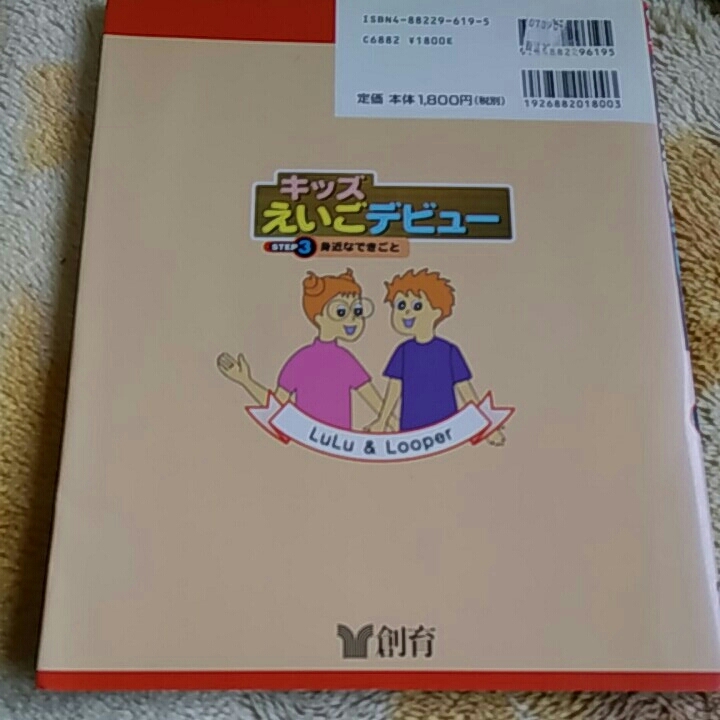 ISBN4-88229-619-5
C6882 ¥1800E
定価 本体1,800円(税別)
1926882018003
キッズ
えいごデビュー
STEP3 身近なできごと
LuLu & Looper
創育